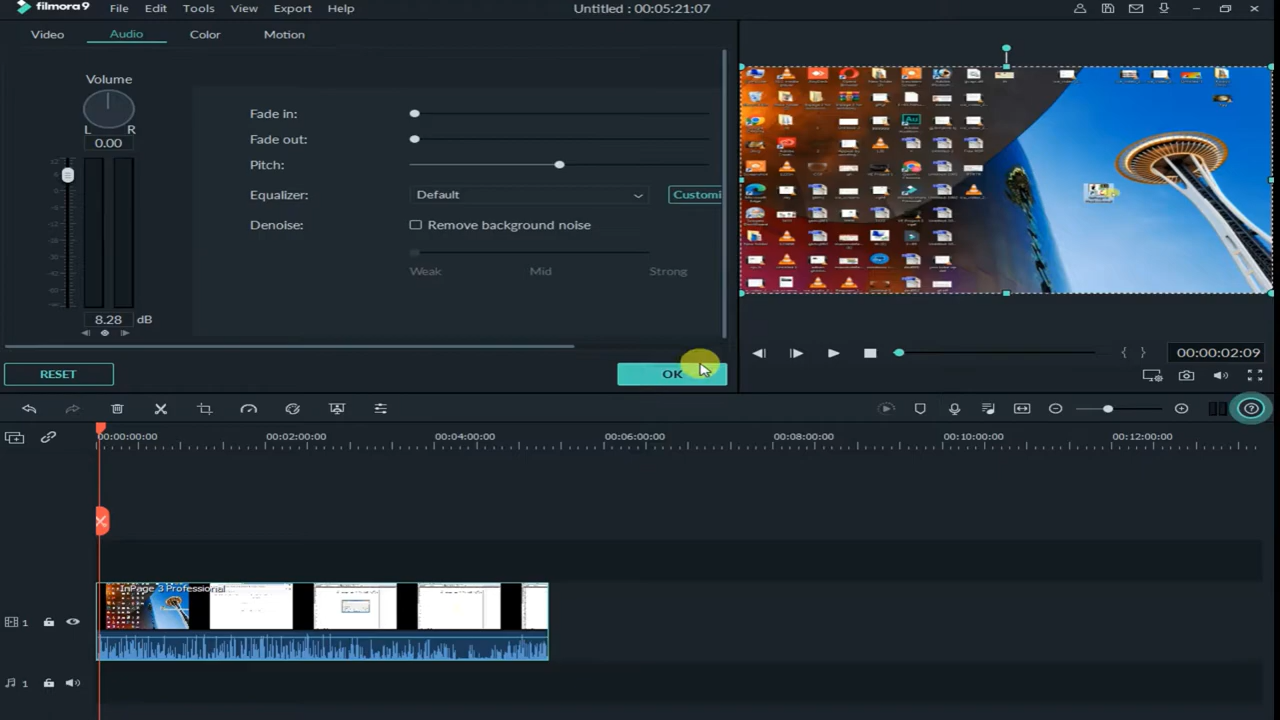 filmora9 File Edit Tools View Export Help Untitled : 00:05:21:07
Video Audio Color Motion
Volume
L R
0.00
Fade in:
Fade out:
Pitch:
Equalizer: Default Customi
Denoise: Remove background noise
Weak Mid Strong
8.28 dB
RESET OK
00:00:02:09
00:00:00:00 00:02:00:00 00:04:00:00 00:06:00:00 00:08:00:00 00:10:00:00 00:12:00:00
InPage 3 Professional
1
1